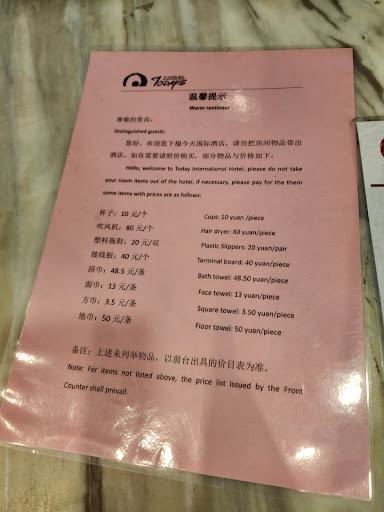 TODAY'S
温馨提示
Warm reminder
尊敬的贵宾:
Distinguished guests:
您好,欢迎您下榻今天国际酒店,请勿把房间物品带出
酒店,如有需要请照价购买,部分物品与价格如下:
Hello, welcome to Today International Hotel, please do not take
your room items out of the hotel, if necessary, please pay for the them
some items with prices are as follows:
杯子:10 元/个 Cups: 10 yuan /piece
吹风机:80 元/个 Hair dryer: 80 yuan/piece
塑料拖鞋:20 元/双 Plastic Slippers: 20 yuan/pair
接线板:40 元/个 Terminal board: 40 yuan/piece
浴巾:48.5 元/条 Bath towel: 48.50 yuan/piece
面巾:13 元/条 Face towel: 13 yuan/piece
方巾:3.5 元/条 Square towel: 3.50 yuan/piece
地巾:50 元/条 Floor towel: 50 yuan/piece
备注:上述未列举物品,以前台出具的价目表为准。
Note: For items not listed above, the price list issued by the Front
Counter shall prevail.